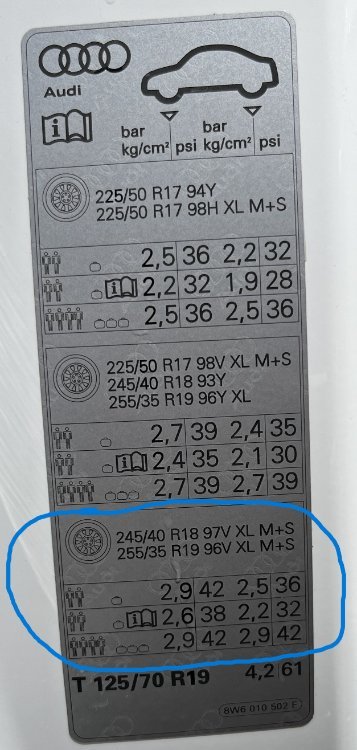 Audi
bar psi bar psi
kg/cm² kg/cm²
225/50 R17 94Y
225/50 R17 98H XL M+S
2,5 36 2,2 32
2,2 32 1,9 28
2,5 36 2,5 36
225/50 R17 98V XL M+S
245/40 R18 93Y
255/35 R19 96Y XL
2,7 39 2,4 35
2,4 35 2,1 30
2,7 39 2,7 39
245/40 R18 97V XL M+S
255/35 R19 96V XL M+S
2,9 42 2,5 36
2,6 38 2,2 32
2,9 42 2,9 42
T 125/70 R19 4,2 61
8W6 010 502 F